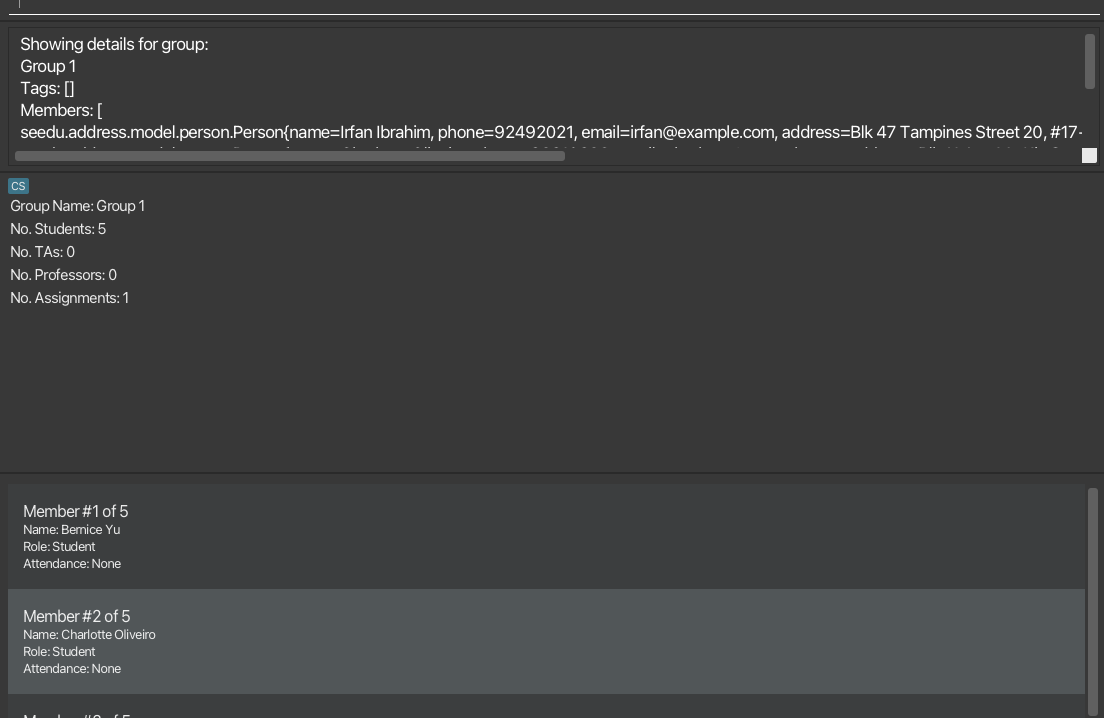 Showing details for group:
Group 1
Tags: []
Members: [
seedu.address.model.person.Person{name=Irfan Ibrahim, phone=92492021, email=irfan@example.com, address=Blk 47 Tampines Street 20, #17-
CS
Group Name: Group 1
No. Students: 5
No. TAs: 0
No. Professors: 0
No. Assignments: 1
Member #1 of 5
Name: Bernice Yu
Role: Student
Attendance: None
Member #2 of 5
Name: Charlotte Oliveiro
Role: Student
Attendance: None